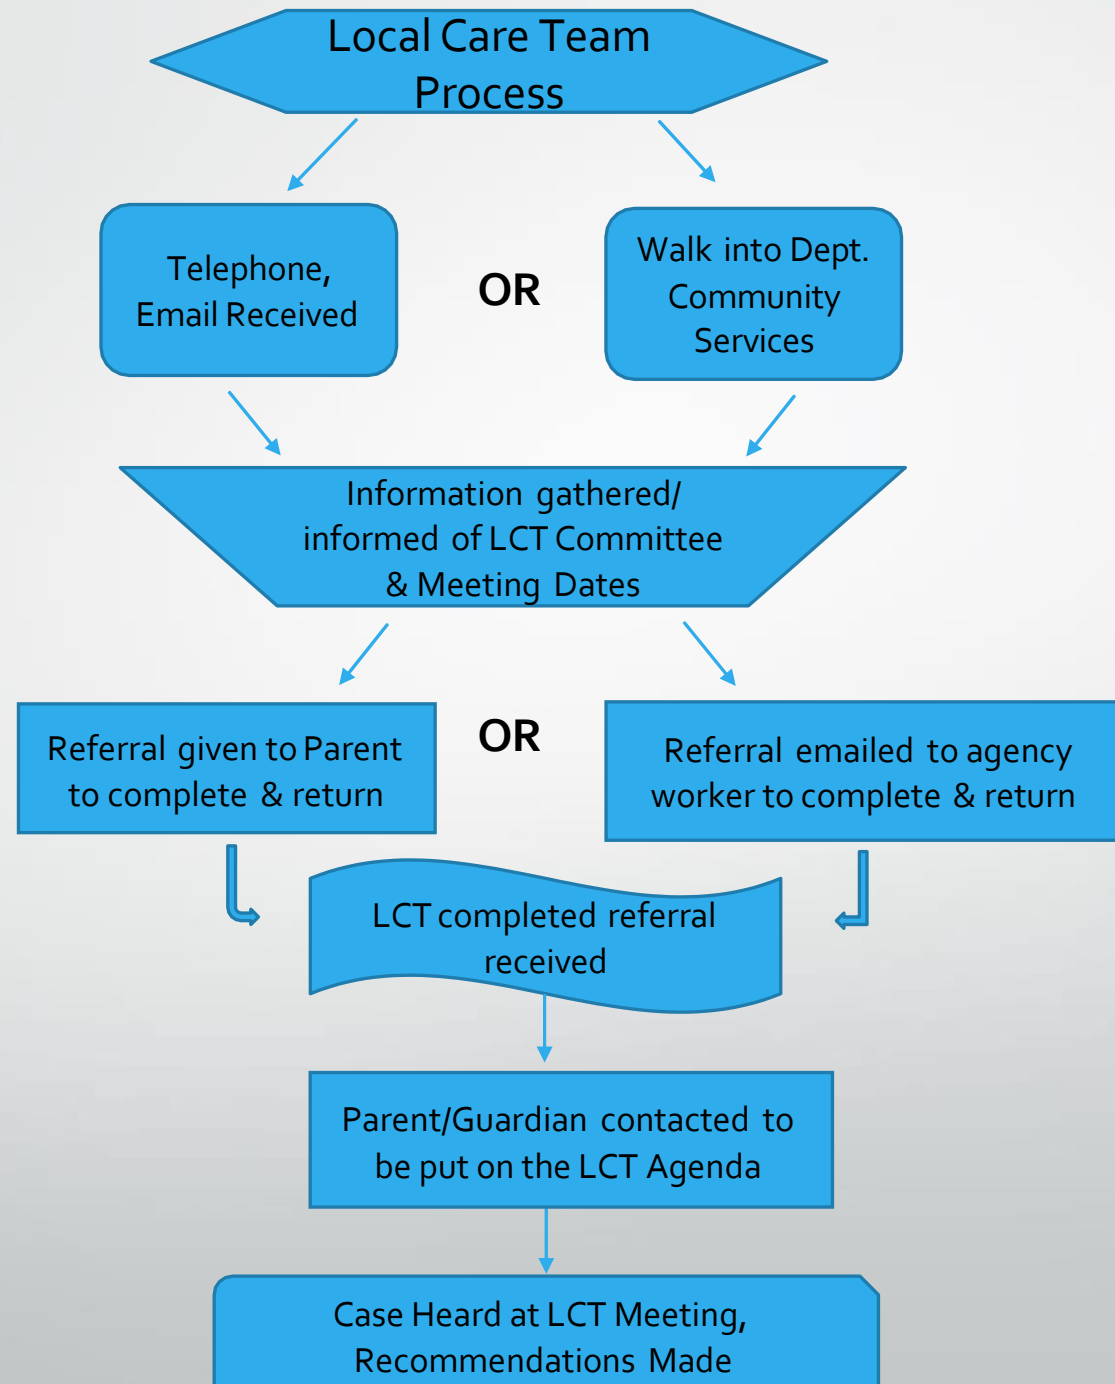 Local Care Team
Process
Telephone,
Email Received
OR
Walk into Dept.
Community
Services
Information gathered/
informed of LCT Committee
& Meeting Dates
Referral given to Parent
to complete & return
OR
Referral emailed to agency
worker to complete & return
LCT completed referral
received
Parent/Guardian contacted to
be put on the LCT Agenda
Case Heard at LCT Meeting,
Recommendations Made